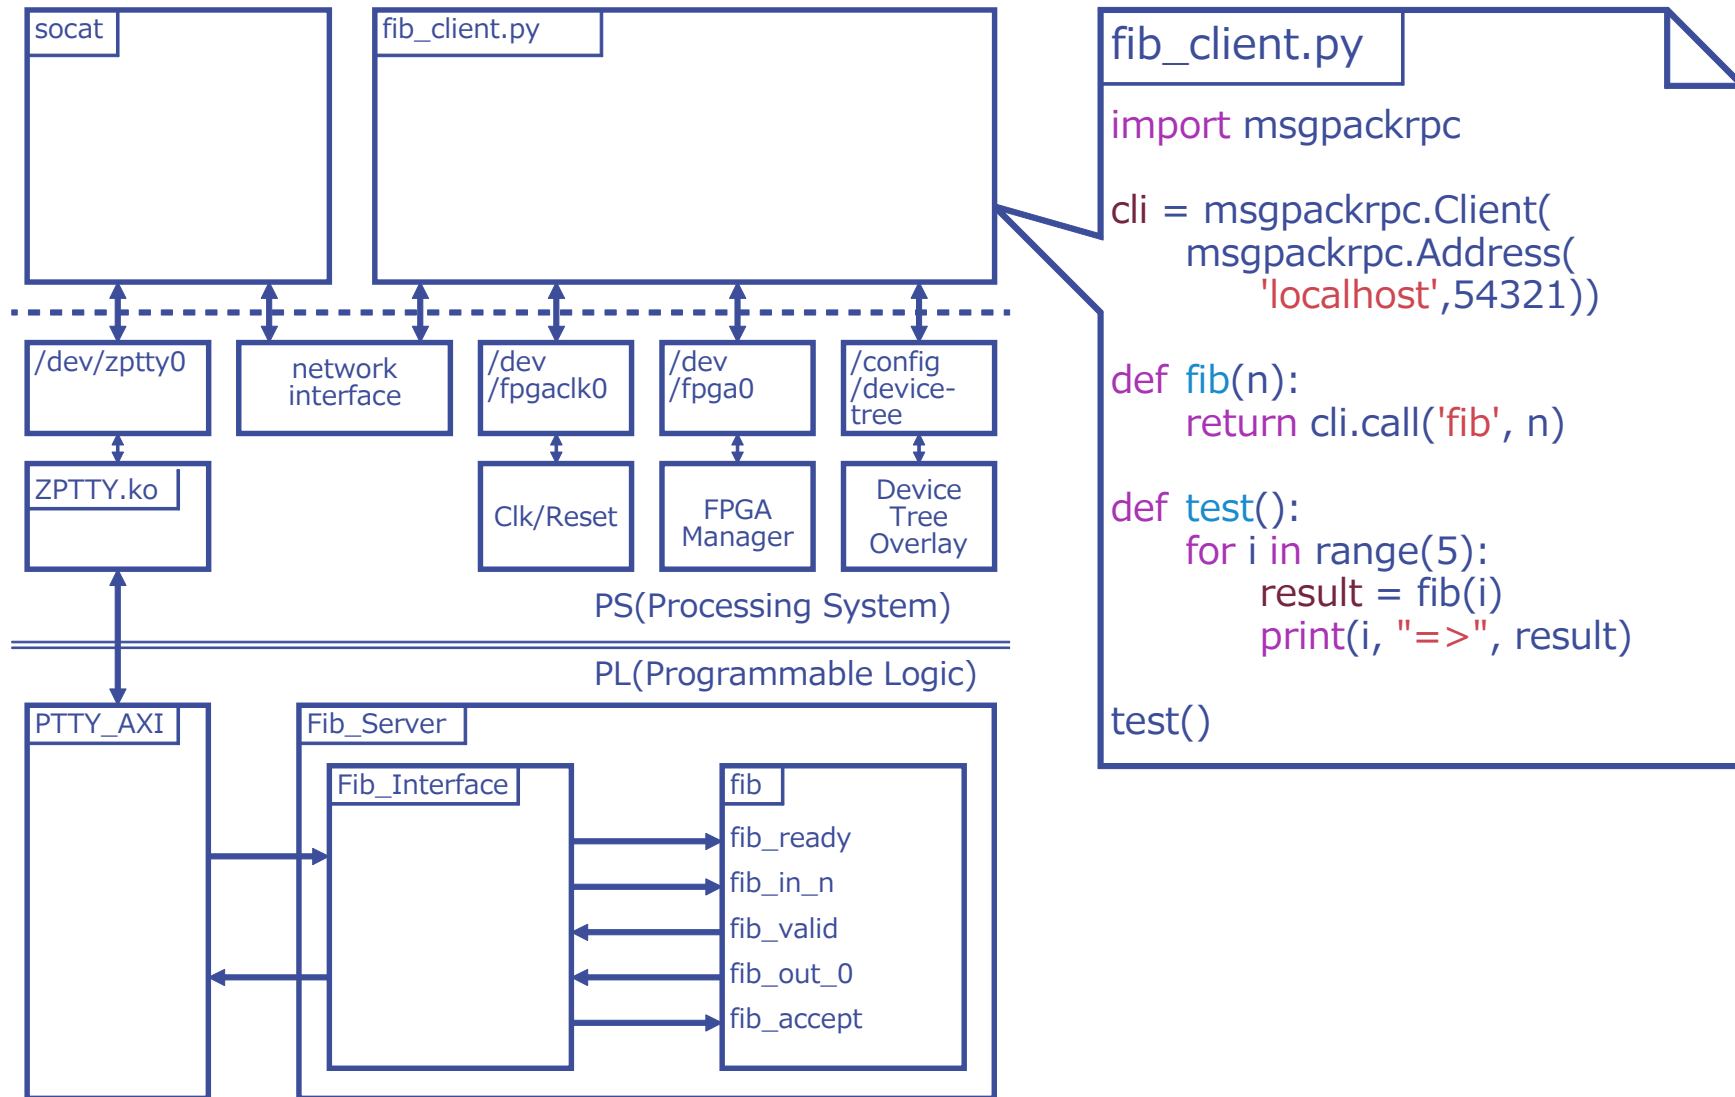 socat
fib_client.py
/dev/zptty0
network
interface
/dev
/fpgaclk0
/dev
/fpga0
/config
/device-
tree
ZPTTY.ko
Clk/Reset
FPGA
Manager
Device
Tree
Overlay
PS(Processing System)
PL(Programmable Logic)
PTTY_AXI
Fib_Server
Fib_Interface
fib
fib_ready
fib_in_n
fib_valid
fib_out_0
fib_accept
fib_client.py
import msgpackrpc
cli = msgpackrpc.Client(
msgpackrpc.Address(
'localhost',54321))
def fib(n):
return cli.call('fib', n)
def test():
for i in range(5):
result = fib(i)
print(i, "=>", result)
test()